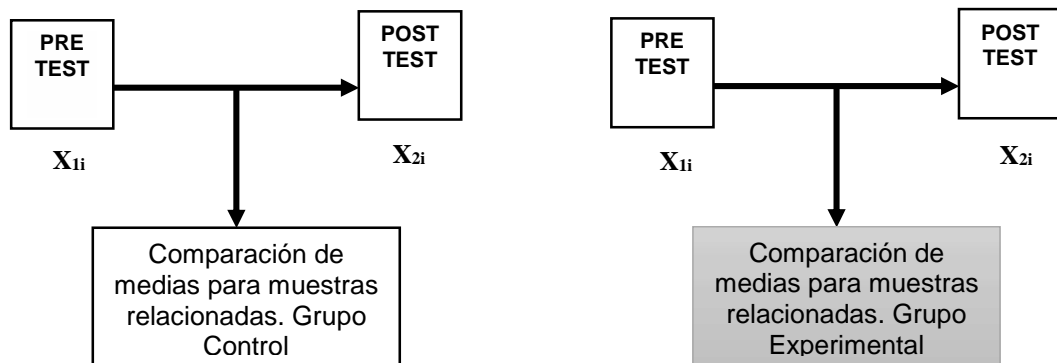 PRE
TEST
POST
TEST
X1i
X2i
Comparación de
medias para muestras
relacionadas. Grupo
Control
PRE
TEST
POST
TEST
X1i
X2i
Comparación de
medias para muestras
relacionadas. Grupo
Experimental